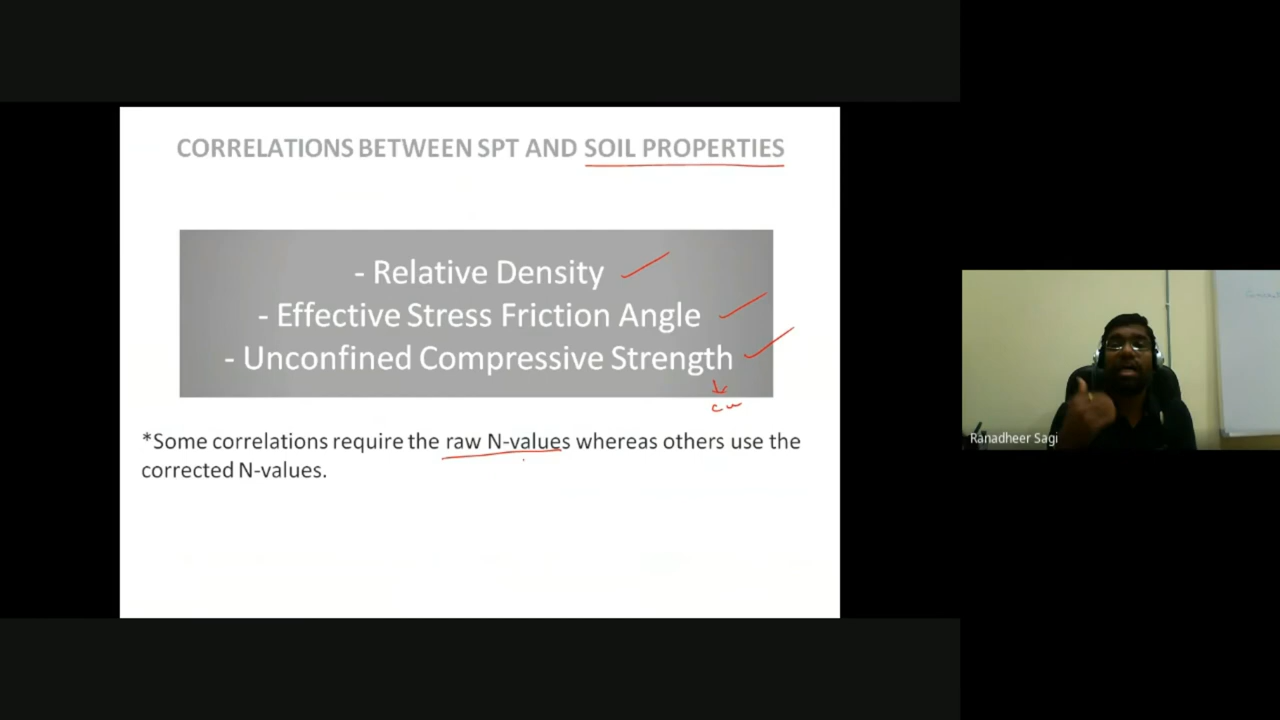 CORRELATIONS BETWEEN SPT AND SOIL PROPERTIES
- Relative Density
- Effective Stress Friction Angle
- Unconfined Compressive Strength
cu
*Some correlations require the raw N-values whereas others use the
corrected N-values.
Ranadheer Sagi